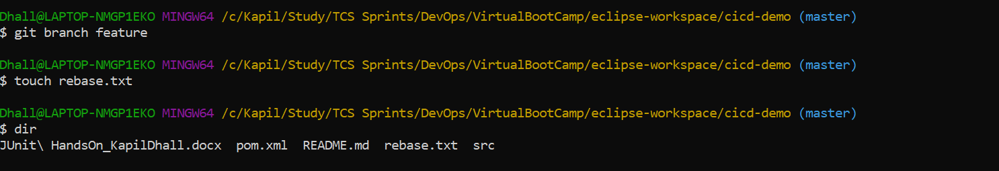 Dhall@LAPTOP-NMGP1EKO MINGW64 /c/Kapil/Study/TCS Sprints/DevOps/VirtualBootCamp/eclipse-workspace/cicd-demo (master)
$ git branch feature
Dhall@LAPTOP-NMGP1EKO MINGW64 /c/Kapil/Study/TCS Sprints/DevOps/VirtualBootCamp/eclipse-workspace/cicd-demo (master)
$ touch rebase.txt
Dhall@LAPTOP-NMGP1EKO MINGW64 /c/Kapil/Study/TCS Sprints/DevOps/VirtualBootCamp/eclipse-workspace/cicd-demo (master)
$ dir
JUnit\ HandsOn_KapilDhall.docx  pom.xml  README.md  rebase.txt  src